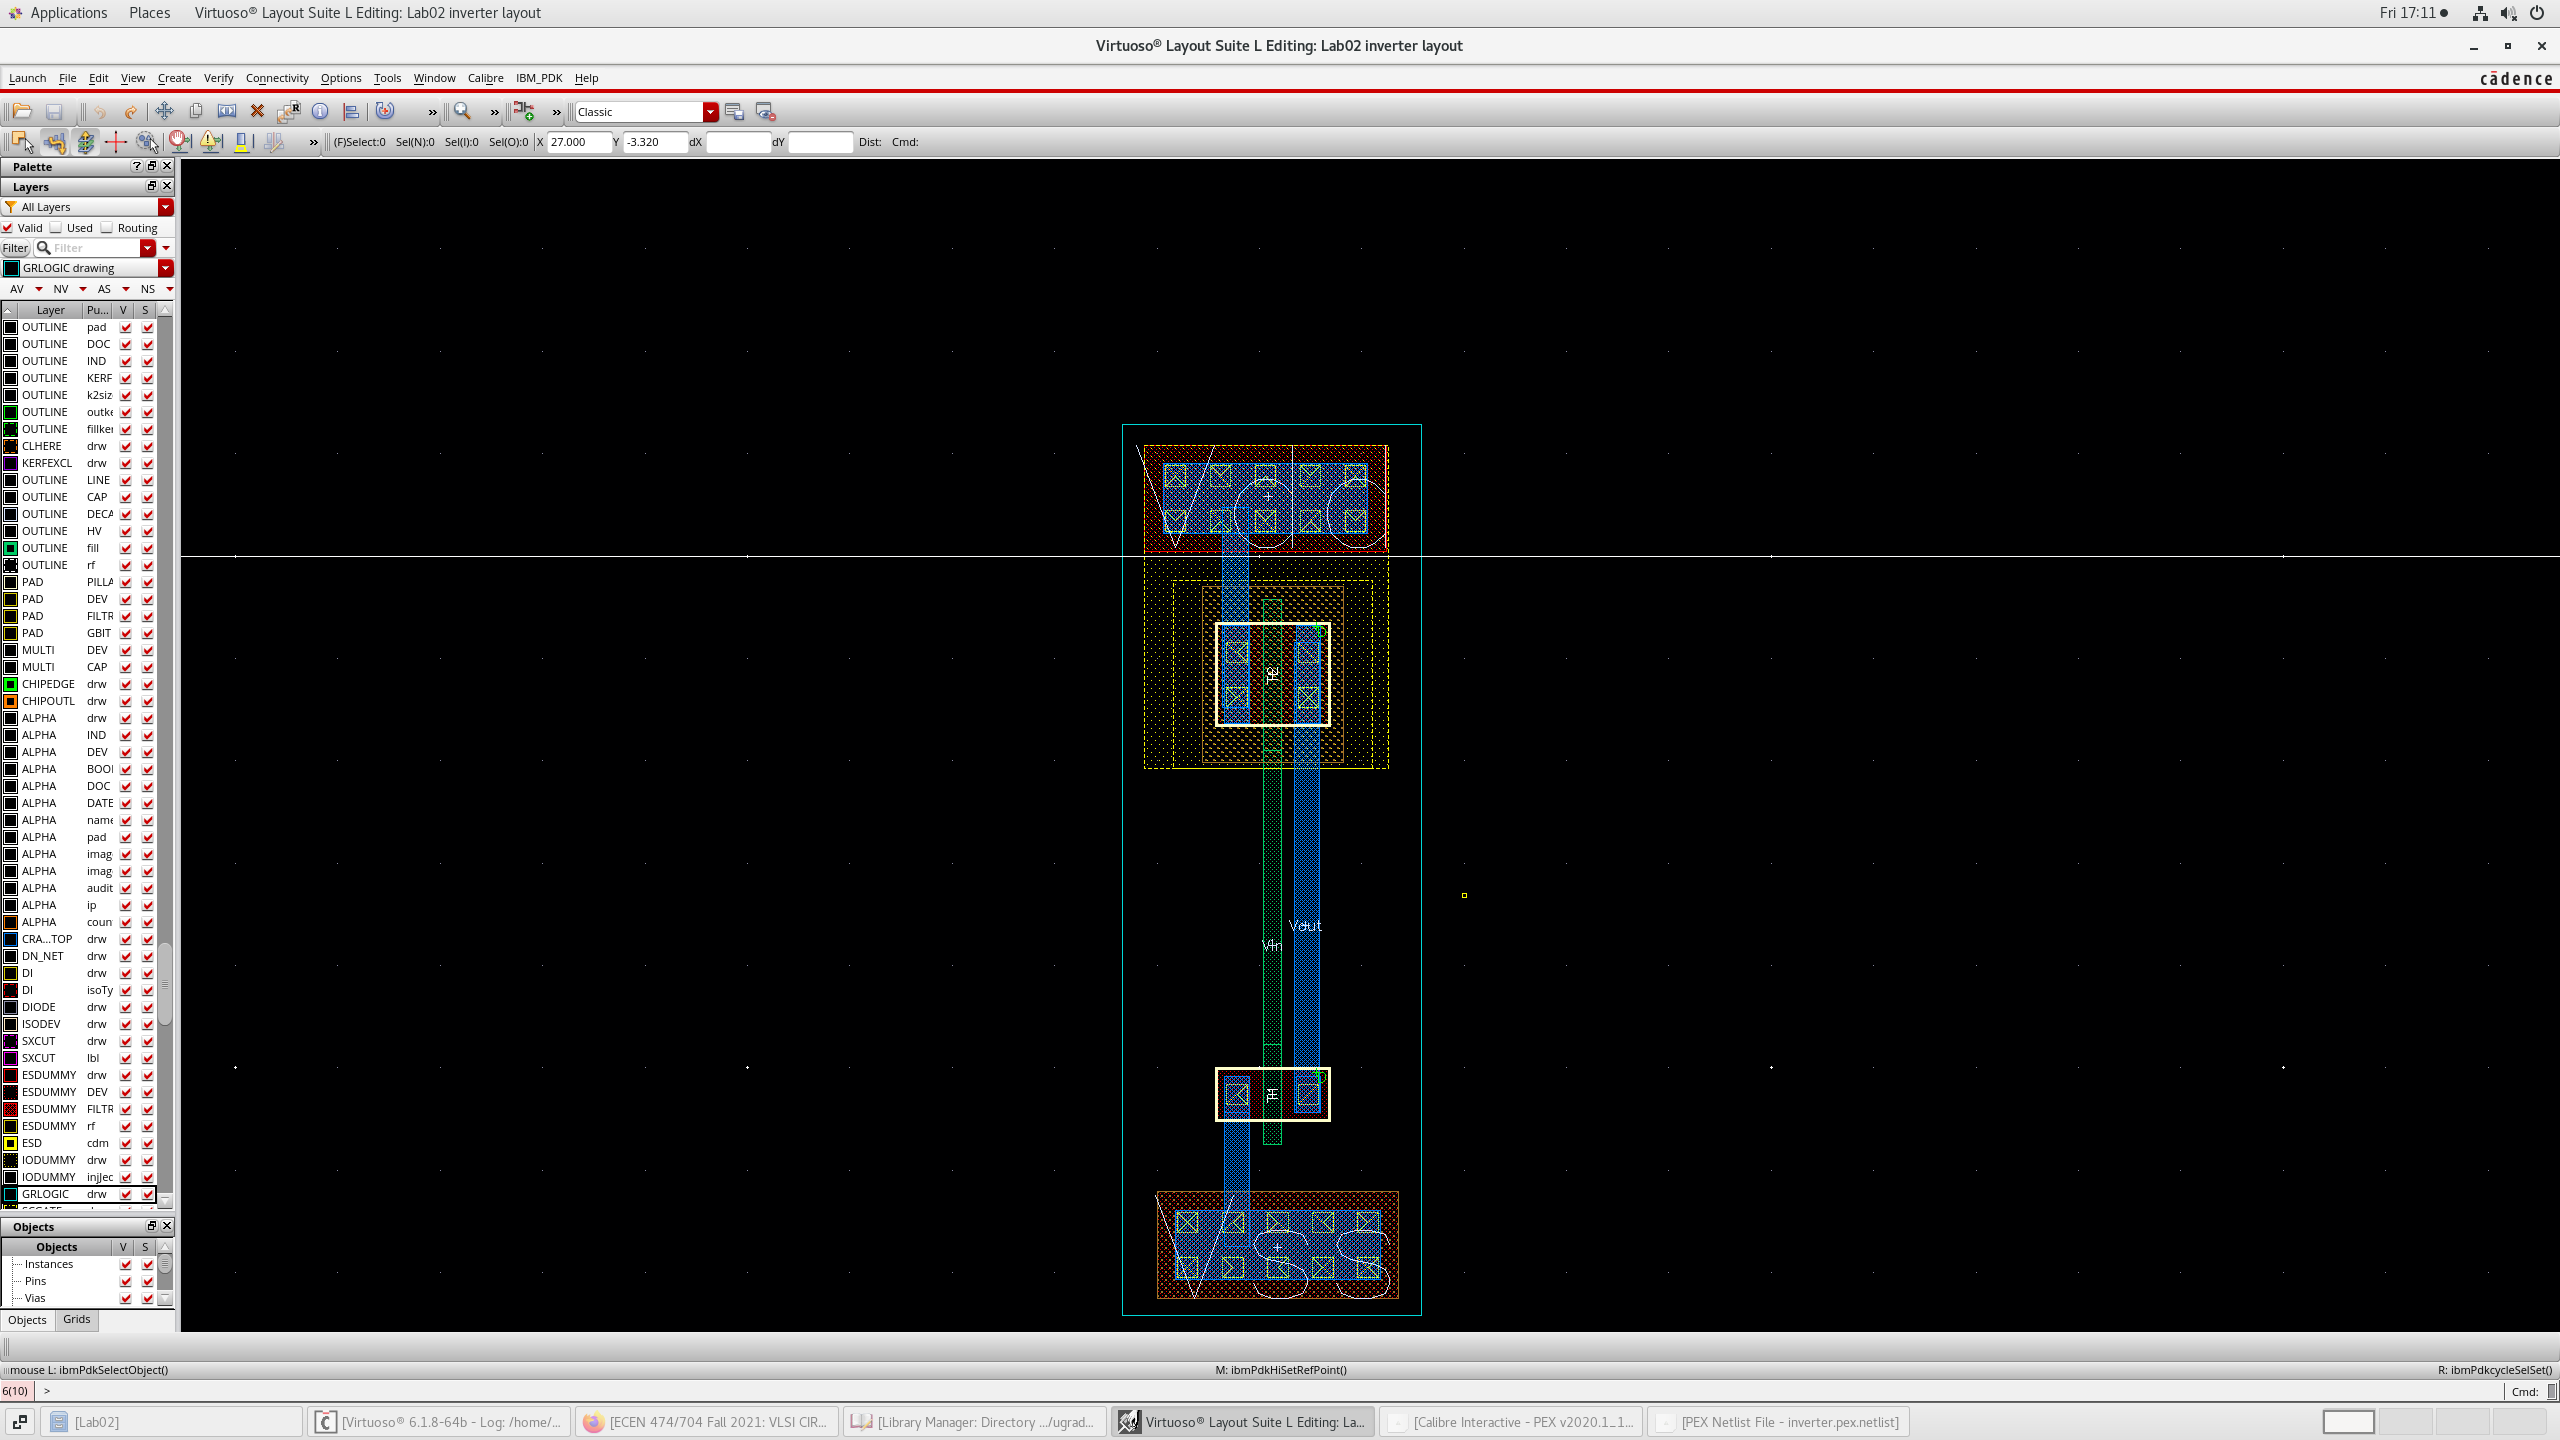 Applications Places Virtuoso® Layout Suite L Editing: Lab02 inverter layout Fri 17:11
Virtuoso® Layout Suite L Editing: Lab02 inverter layout
Launch File Edit View Create Verify Connectivity Options Tools Window Calibre IBM_PDK Help cādence
» » » Classic
» (F)Select:0 Sel(N):0 Sel(I):0 Sel(O):0 X 27.000 Y -3.320 dX dY Dist: Cmd:
Palette
Layers
All Layers
Valid Used Routing
Filter Filter
GRLOGIC drawing
AV NV AS NS
Layer Pu... V S
OUTLINE pad
OUTLINE DOC
OUTLINE IND
OUTLINE KERF
OUTLINE k2siz
OUTLINE outke
OUTLINE fillker
CLHERE drw
KERFEXCL drw
OUTLINE LINE
OUTLINE CAP
OUTLINE DECA
OUTLINE HV
OUTLINE fill
OUTLINE rf
PAD PILLA
PAD DEV
PAD FILTR
PAD GBIT
MULTI DEV
MULTI CAP
CHIPEDGE drw
CHIPOUTL drw
ALPHA drw
ALPHA IND
ALPHA DEV
ALPHA BOOI
ALPHA DOC
ALPHA DATE
ALPHA name
ALPHA pad
ALPHA imag
ALPHA imag
ALPHA audit
ALPHA ip
ALPHA coun
CRA...TOP drw
DN_NET drw
DI drw
DI isoTy
DIODE drw
ISODEV drw
SXCUT drw
SXCUT lbl
ESDUMMY drw
ESDUMMY DEV
ESDUMMY FILTR
ESDUMMY rf
ESD cdm
IODUMMY drw
IODUMMY injlec
GRLOGIC drw
VDD
D
T2
Vout
Vin
D
T1
VSS
Objects
Objects V S
Instances
Pins
Vias
Objects Grids
mouse L: ibmPdkSelectObject() M: ibmPdkHiSetRefPoint() R: ibmPdkcycleSelSet()
6(10) > Cmd:
[Lab02] [Virtuoso® 6.1.8-64b - Log: /home/... [ECEN 474/704 Fall 2021: VLSI CIR... [Library Manager: Directory .../ugrad... Virtuoso® Layout Suite L Editing: La... [Calibre Interactive - PEX v2020.1_1... [PEX Netlist File - inverter.pex.netlist]